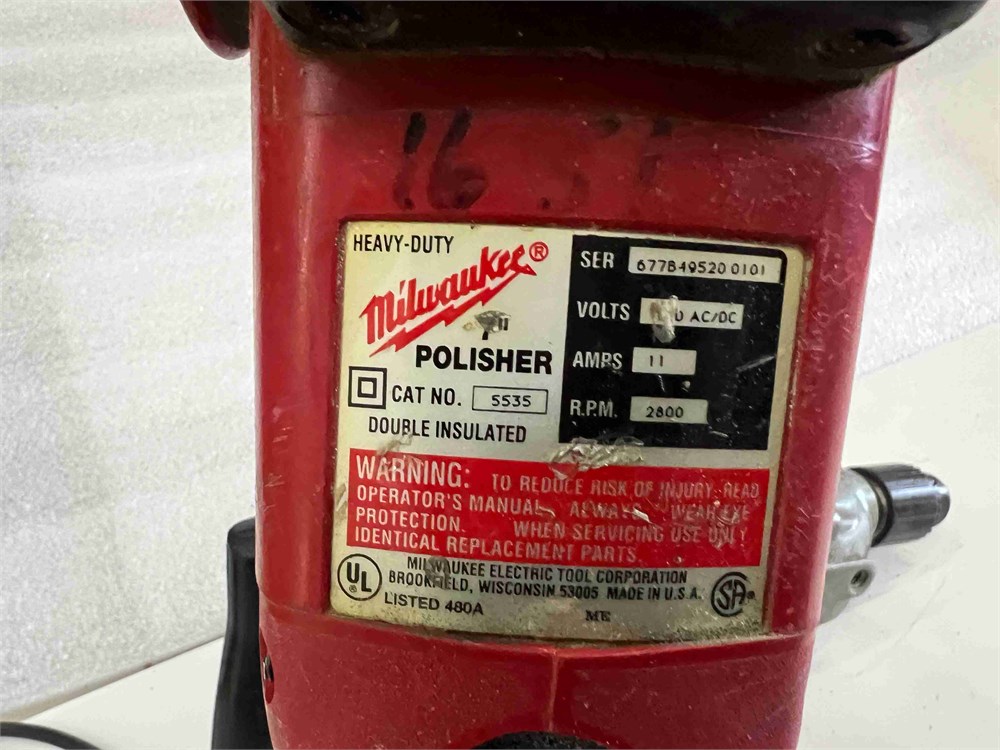 16
HEAVY-DUTY
Milwaukee®
POLISHER
CAT NO. 5535
DOUBLE INSULATED
SER 677B49520 0101
VOLTS AC/DC
AMPS 11
R.P.M. 2800
WARNING: TO REDUCE RISK OF INJURY READ
OPERATOR'S MANUAL. ALWAYS WEAR EYE
PROTECTION. WHEN SERVICING USE ONLY
IDENTICAL REPLACEMENT PARTS.
UL
LISTED 480A
MILWAUKEE ELECTRIC TOOL CORPORATION
BROOKFIELD, WISCONSIN 53005 MADE IN U.S.A.
ME
SA